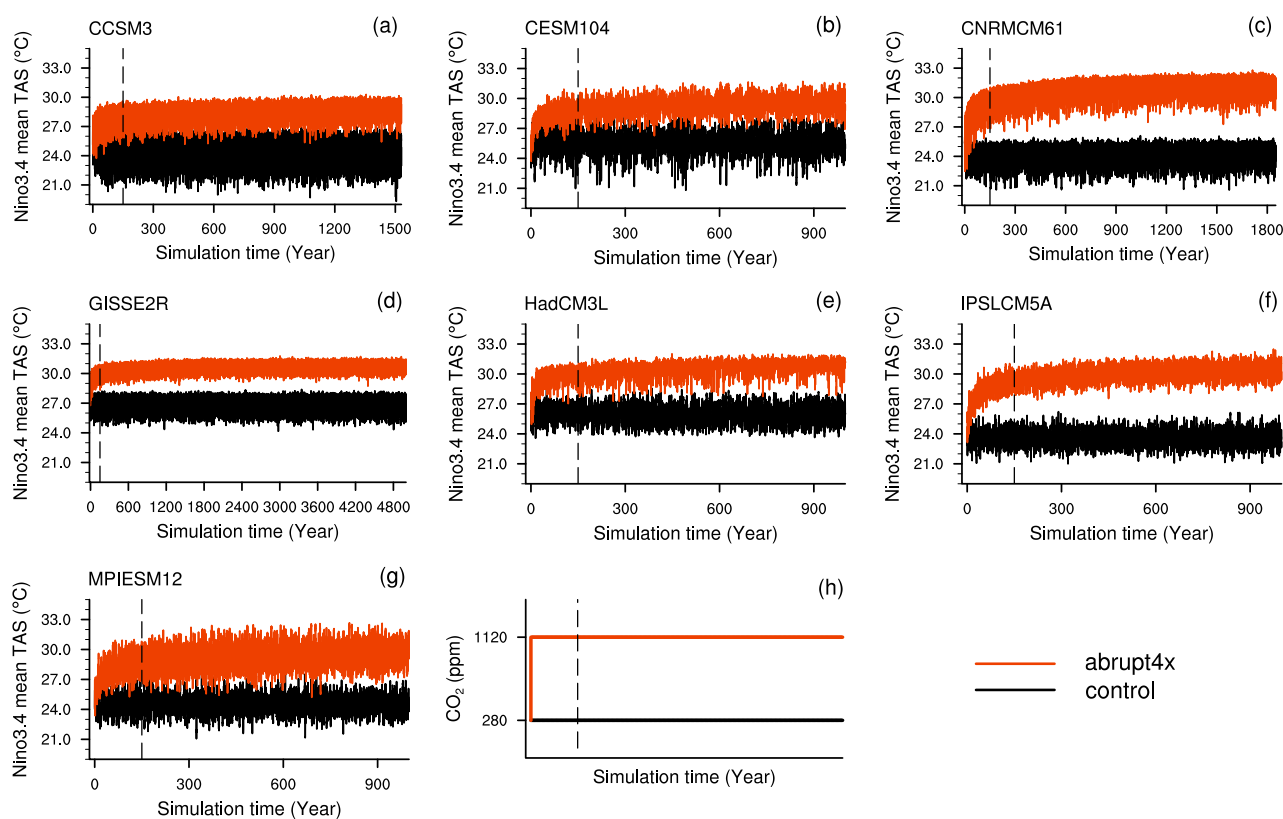 CCSM3 (a)
Nino3.4 mean TAS (°C)
33.0
30.0
27.0
24.0
21.0
0 300 600 900 1200 1500
Simulation time (Year)
CESM104 (b)
Nino3.4 mean TAS (°C)
33.0
30.0
27.0
24.0
21.0
0 300 600 900
Simulation time (Year)
CNRMCM61 (c)
Nino3.4 mean TAS (°C)
33.0
30.0
27.0
24.0
21.0
0 300 600 900 1200 1500 1800
Simulation time (Year)
GISSE2R (d)
Nino3.4 mean TAS (°C)
33.0
30.0
27.0
24.0
21.0
0 600 1200 1800 2400 3000 3600 4200 4800
Simulation time (Year)
HadCM3L (e)
Nino3.4 mean TAS (°C)
33.0
30.0
27.0
24.0
21.0
0 300 600 900
Simulation time (Year)
IPSLCM5A (f)
Nino3.4 mean TAS (°C)
33.0
30.0
27.0
24.0
21.0
0 300 600 900
Simulation time (Year)
MPIESM12 (g)
Nino3.4 mean TAS (°C)
33.0
30.0
27.0
24.0
21.0
0 300 600 900
Simulation time (Year)
(h)
CO₂ (ppm)
1120
280
Simulation time (Year)
abrupt4x
control